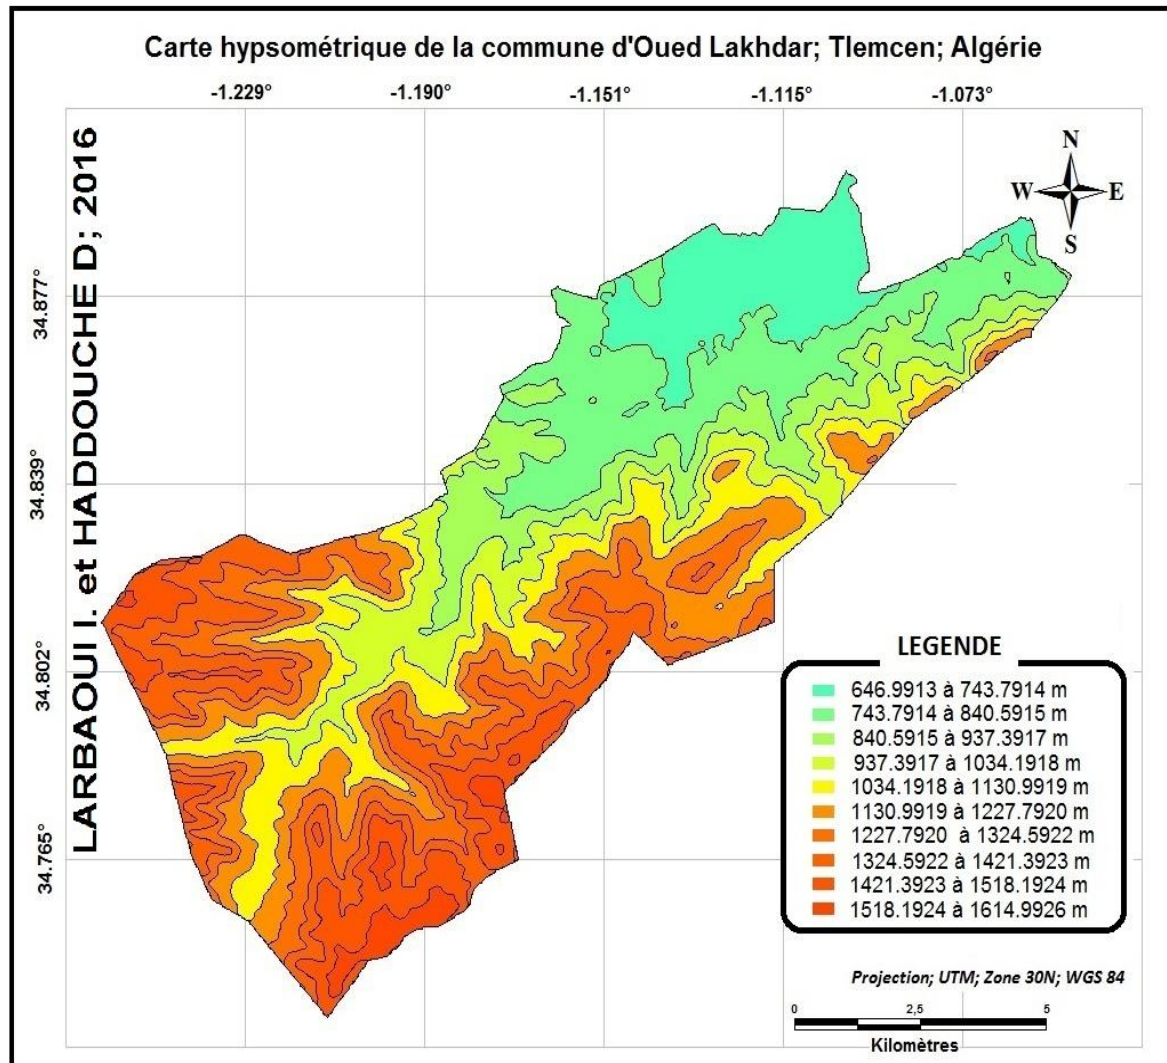 Carte hypsométrique de la commune d'Oued Lakhdar; Tlemcen; Algérie
-1.229° -1.190° -1.151° -1.115° -1.073°
LARBAOUI I. et HADDOUCHE D; 2016
N
W E
S
34.877°
34.839°
34.802°
34.765°
LEGENDE
646.9913 à 743.7914 m
743.7914 à 840.5915 m
840.5915 à 937.3917 m
937.3917 à 1034.1918 m
1034.1918 à 1130.9919 m
1130.9919 à 1227.7920 m
1227.7920 à 1324.5922 m
1324.5922 à 1421.3923 m
1421.3923 à 1518.1924 m
1518.1924 à 1614.9926 m
Projection; UTM; Zone 30N; WGS 84
0 2,5 5
Kilomètres